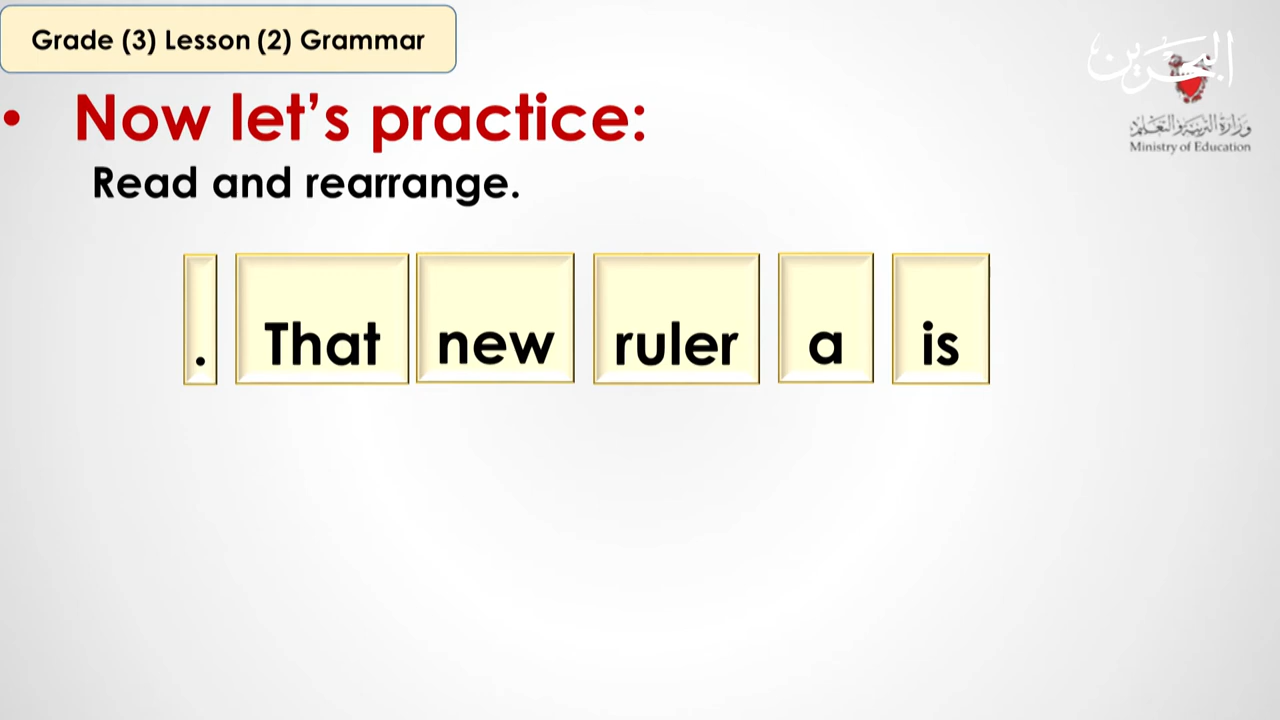 Grade (3) Lesson (2) Grammar
البحرين
وزارة التربية والتعليم
Ministry of Education
• Now let's practice:
Read and rearrange.
. That new ruler a is